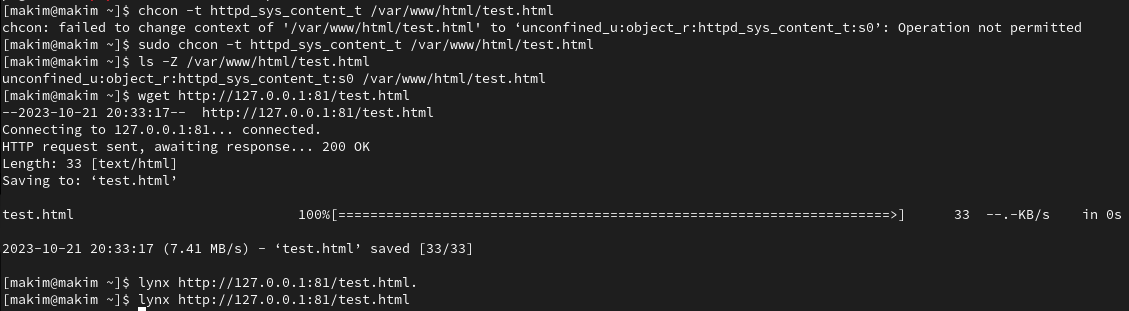 [makim@makim ~]$ chcon -t httpd_sys_content_t /var/www/html/test.html
chcon: failed to change context of '/var/www/html/test.html' to ‘unconfined_u:object_r:httpd_sys_content_t:s0’: Operation not permitted
[makim@makim ~]$ sudo chcon -t httpd_sys_content_t /var/www/html/test.html
[makim@makim ~]$ ls -Z /var/www/html/test.html
unconfined_u:object_r:httpd_sys_content_t:s0 /var/www/html/test.html
[makim@makim ~]$ wget http://127.0.0.1:81/test.html
--2023-10-21 20:33:17--  http://127.0.0.1:81/test.html
Connecting to 127.0.0.1:81... connected.
HTTP request sent, awaiting response... 200 OK
Length: 33 [text/html]
Saving to: ‘test.html’
test.html                            100%[=====================================================================>]      33  --.-KB/s    in 0s
2023-10-21 20:33:17 (7.41 MB/s) - ‘test.html’ saved [33/33]
[makim@makim ~]$ lynx http://127.0.0.1:81/test.html.
[makim@makim ~]$ lynx http://127.0.0.1:81/test.html